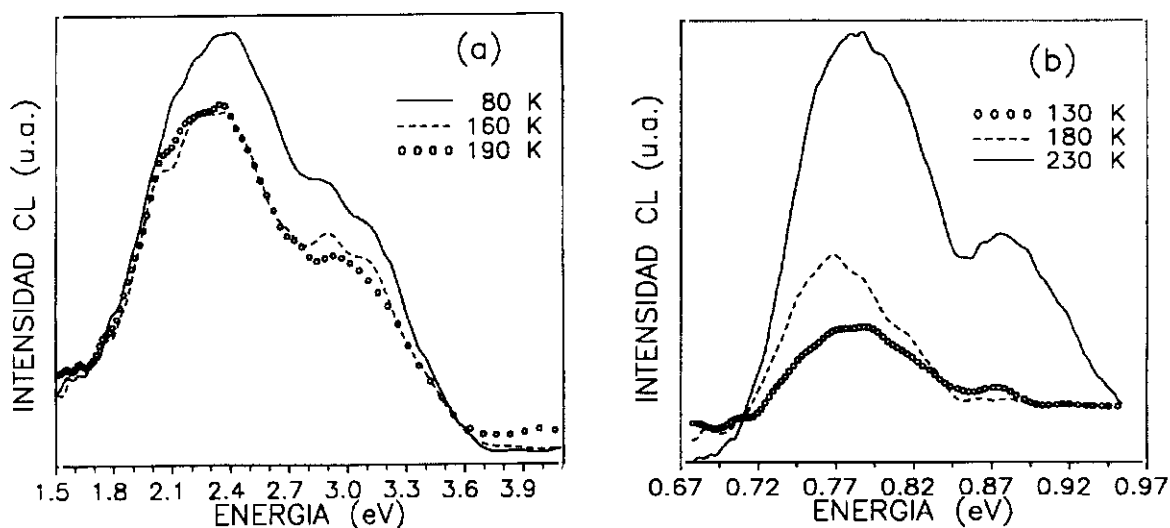 (a)
80 K
160 K
190 K
INTENSIDAD CL (u.a.)
1.5 1.8 2.1 2.4 2.7 3.0 3.3 3.6 3.9
ENERGIA (eV)
(b)
130 K
180 K
230 K
INTENSIDAD CL (u.a.)
0.67 0.72 0.77 0.82 0.87 0.92 0.97
ENERGIA (eV)